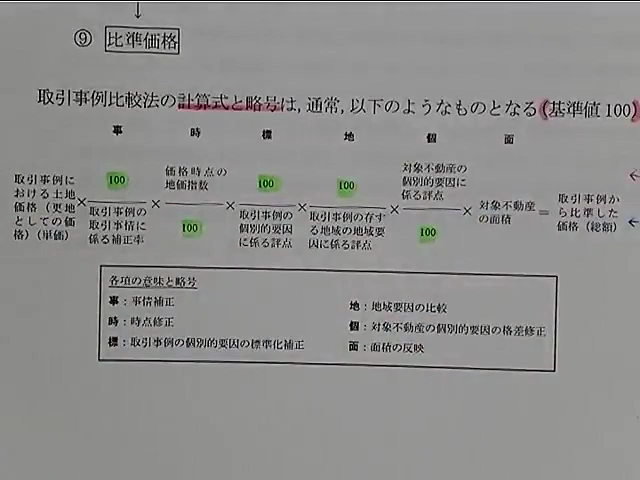 ↓
⑨ 比準価格
取引事例比較法の計算式と略号は,通常,以下のようなものとなる(基準値100)
事 時 標 地 個 面
取引事例に
おける土地
価格(更地
としての価
格)(単価)
×
100
取引事例の
取引事情に
係る補正率
×
価格時点の
地価指数
100
×
100
取引事例の
個別的要因
に係る評点
×
100
取引事例の存す
る地域の地域要
因に係る評点
×
対象不動産の
個別的要因に
係る評点
100
×
対象不動産
の面積
=
取引事例か
ら比準した
価格(総額)
各項の意味と略号
事:事情補正
時:時点修正
標:取引事例の個別的要因の標準化補正
地:地域要因の比較
個:対象不動産の個別的要因の格差修正
面:面積の反映